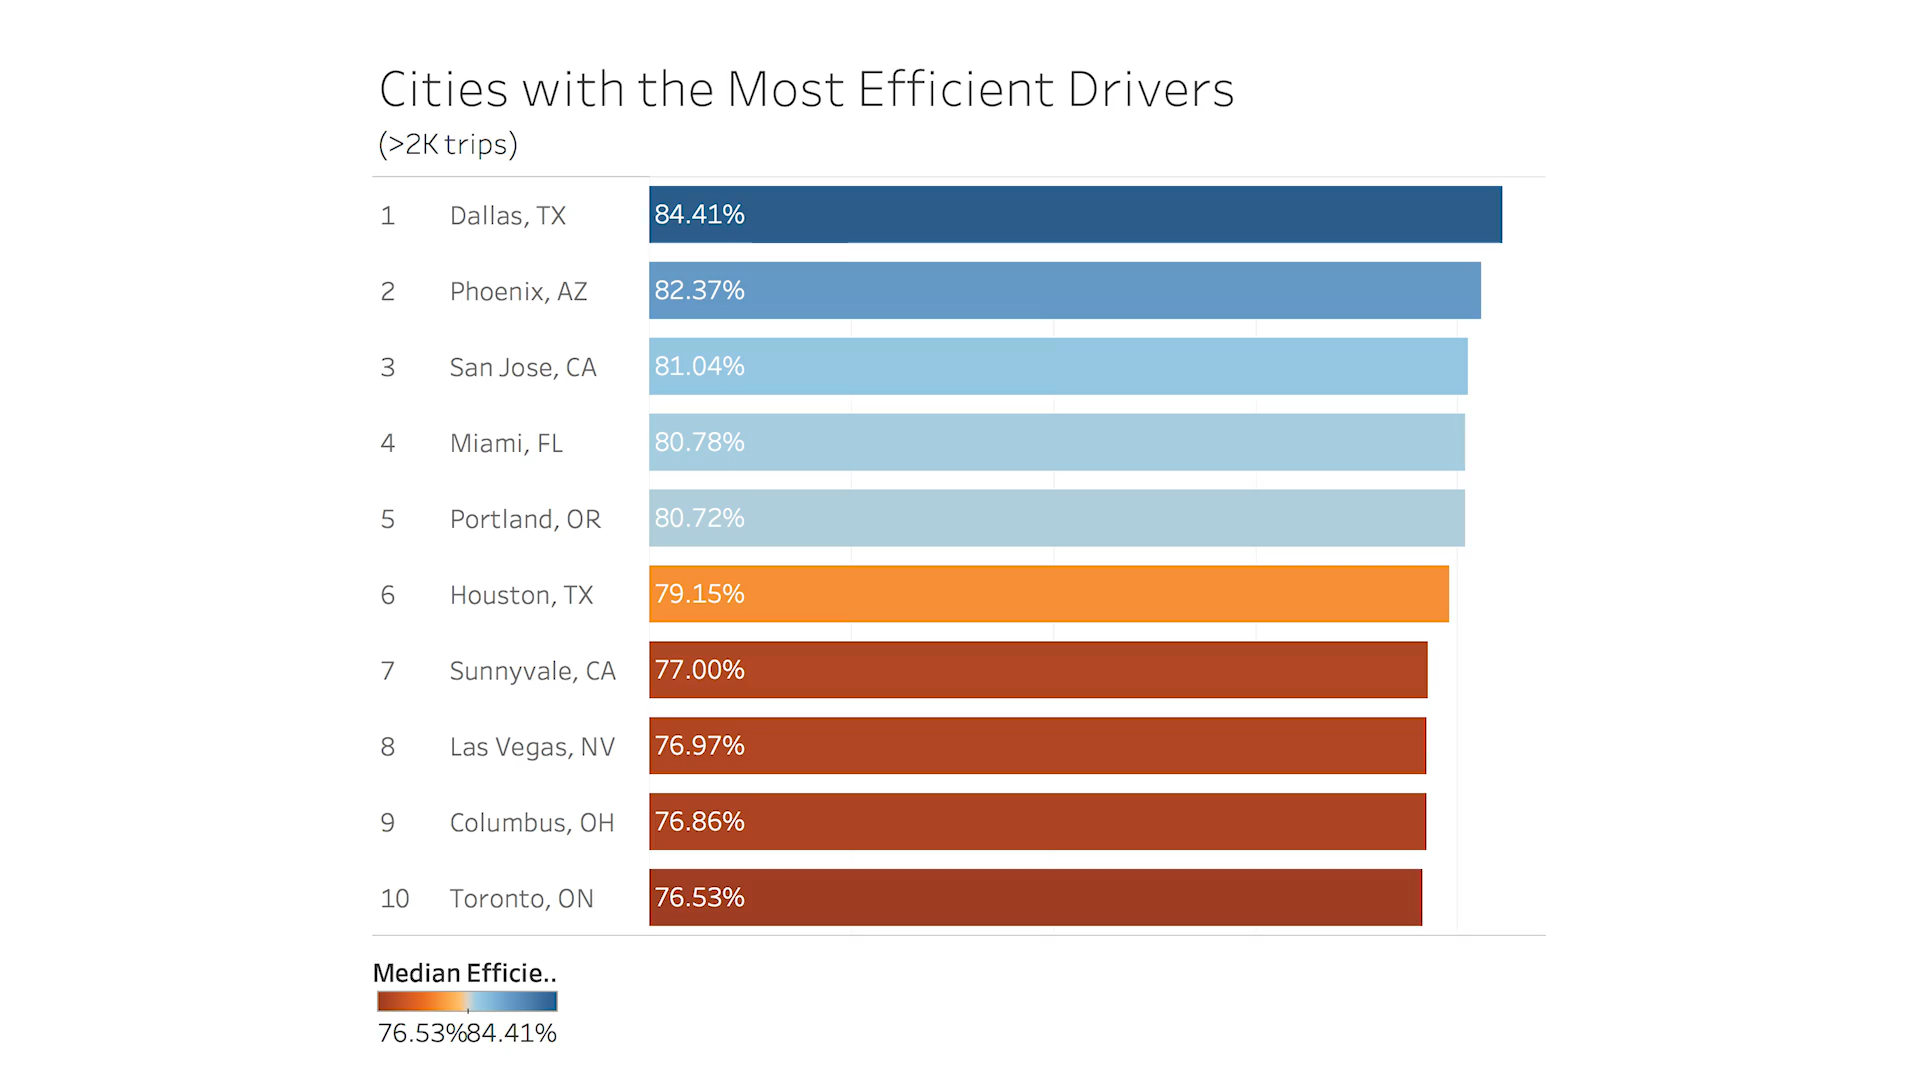 Cities with the Most Efficient Drivers
(>2K trips)
1 Dallas, TX 84.41%
2 Phoenix, AZ 82.37%
3 San Jose, CA 81.04%
4 Miami, FL 80.78%
5 Portland, OR 80.72%
6 Houston, TX 79.15%
7 Sunnyvale, CA 77.00%
8 Las Vegas, NV 76.97%
9 Columbus, OH 76.86%
10 Toronto, ON 76.53%
Median Efficie..
76.53%84.41%